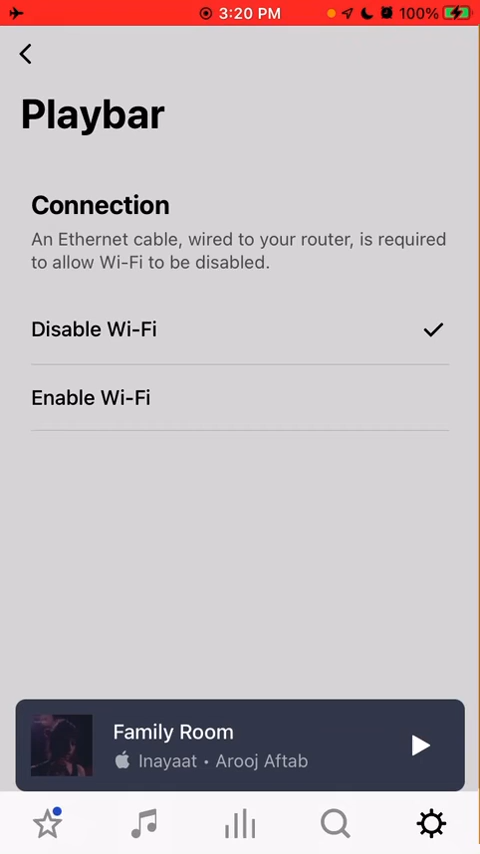 3:20 PM
100%
Playbar
Connection
An Ethernet cable, wired to your router, is required
to allow Wi-Fi to be disabled.
Disable Wi-Fi
Enable Wi-Fi
Family Room
Inayaat • Arooj Aftab